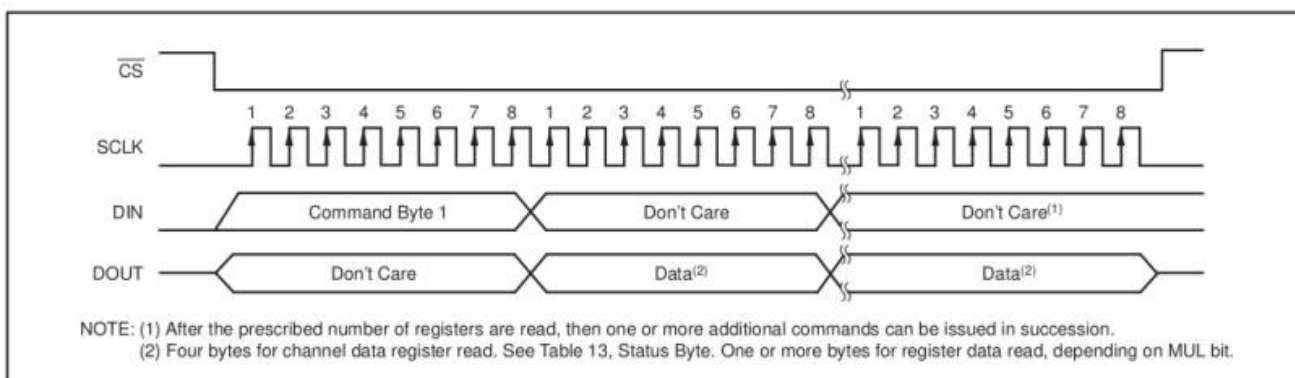 CS
1 2 3 4 5 6 7 8 1 2 3 4 5 6 7 8 1 2 3 4 5 6 7 8
SCLK
DIN Command Byte 1 Don't Care Don't Care(1)
DOUT Don't Care Data(2) Data(2)
NOTE: (1) After the prescribed number of registers are read, then one or more additional commands can be issued in succession.
(2) Four bytes for channel data register read. See Table 13, Status Byte. One or more bytes for register data read, depending on MUL bit.